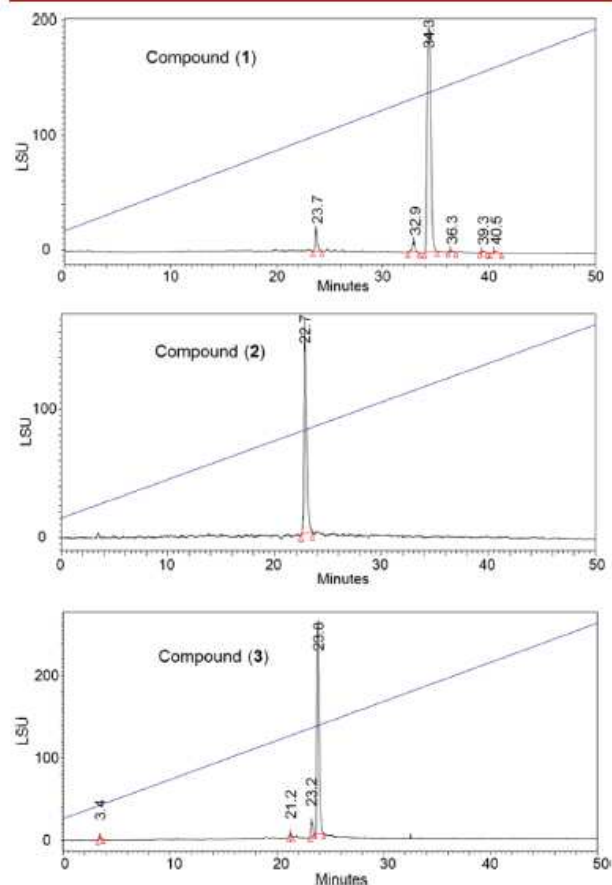 200
34.3
Compound (1)
100
LSU
23.7
32.9
36.3
39.3
40.5
0
0 10 20 30 40 50
Minutes
22.7
Compound (2)
100
LSU
0
0 10 20 30 40 50
Minutes
23.8
Compound (3)
200
LSU
100
3.4
21.2
23.2
0
0 10 20 30 40 50
Minutes